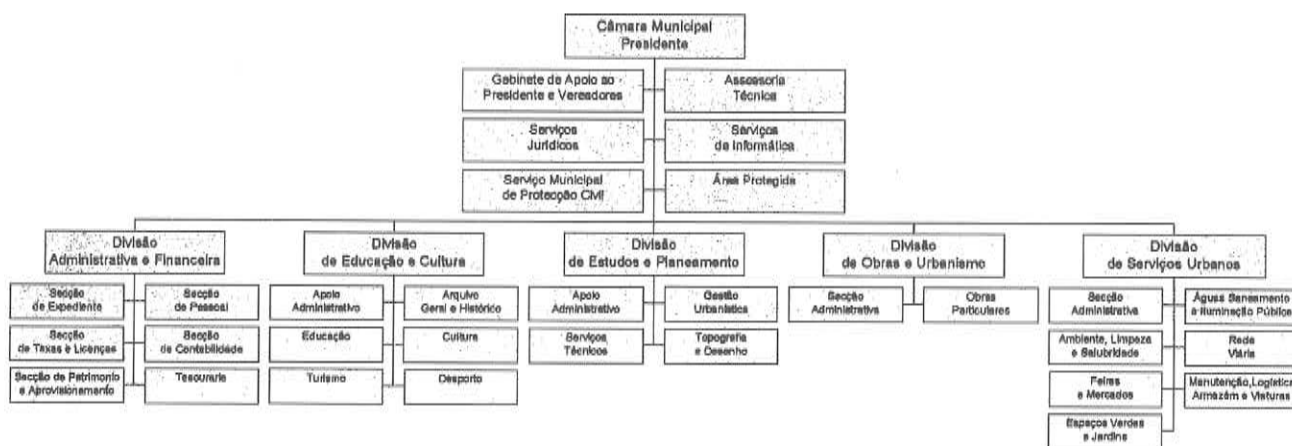 Câmara Municipal
Presidente
Gabinete de Apoio ao
Presidente e Vereadores
Assessoria
Técnica
Serviços
Jurídicos
Serviços
de Informática
Serviço Municipal
de Protecção Civil
Área Protegida
Divisão
Administrativa e Financeira
Divisão
de Educação e Cultura
Divisão
de Estudos e Planeamento
Divisão
de Obras e Urbanismo
Divisão
de Serviços Urbanos
Secção
de Expediente
Secção
de Pessoal
Secção
de Taxas e Licenças
Secção
de Contabilidade
Secção de Patrimonio
e Aprovisionamento
Tesouraria
Apoio
Administrativo
Arquivo
Geral e Histórico
Educação
Cultura
Turismo
Desporto
Apoio
Administrativo
Gestão
Urbanística
Serviços
Técnicos
Topografia
e Desenho
Secção
Administrativa
Obras
Particulares
Secção
Administrativa
Águas Saneamento
e Iluminação Pública
Ambiente, Limpeza
e Salubridade
Rede
Viária
Feiras
e Mercados
Manutenção,Logística
Armazém e Viaturas
Espaços Verdes
e Jardins